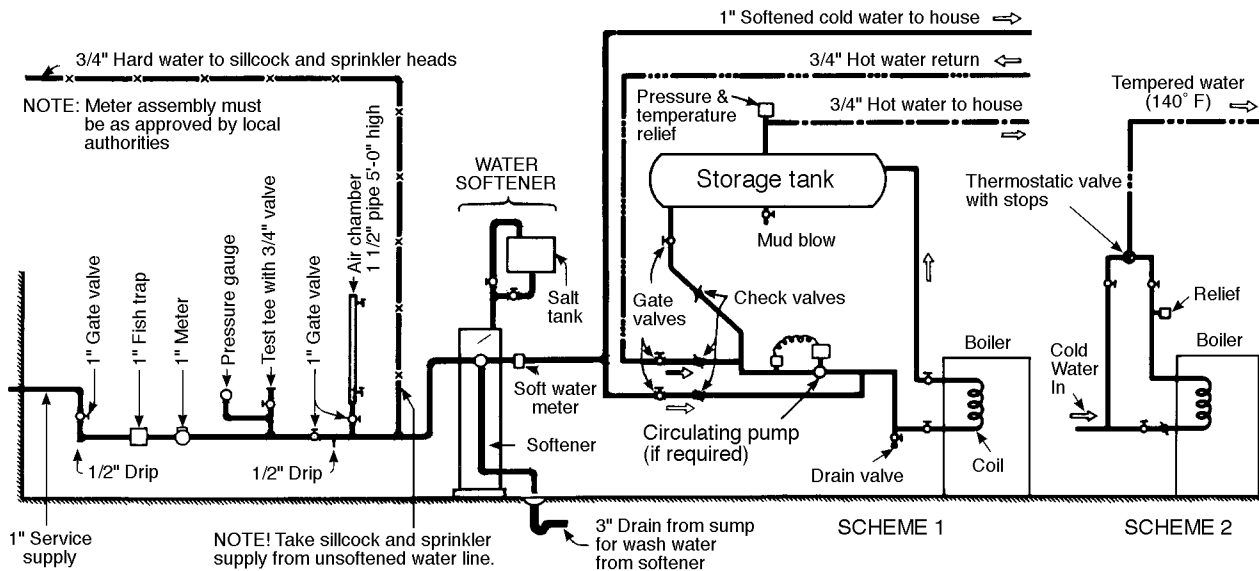 1" Softened cold water to house
3/4" Hard water to sillcock and sprinkler heads
3/4" Hot water return
NOTE: Meter assembly must
be as approved by local
authorities
Pressure &
temperature
relief
3/4" Hot water to house
Tempered water
(140° F)
WATER
SOFTENER
Storage tank
Thermostatic valve
with stops
Mud blow
1" Gate valve
1" Fish trap
1" Meter
Pressure gauge
Test tee with 3/4" valve
1" Gate valve
Air chamber
1 1/2" pipe 5'-0" high
Salt
tank
Gate
valves
Check valves
Relief
Boiler
Cold
Water
In
Boiler
Soft water
meter
Softener
Circulating pump
(if required)
Drain valve
Coil
1/2" Drip
1/2" Drip
1" Service
supply
NOTE! Take sillcock and sprinkler
supply from unsoftened water line.
3" Drain from sump
for wash water
from softener
SCHEME 1
SCHEME 2